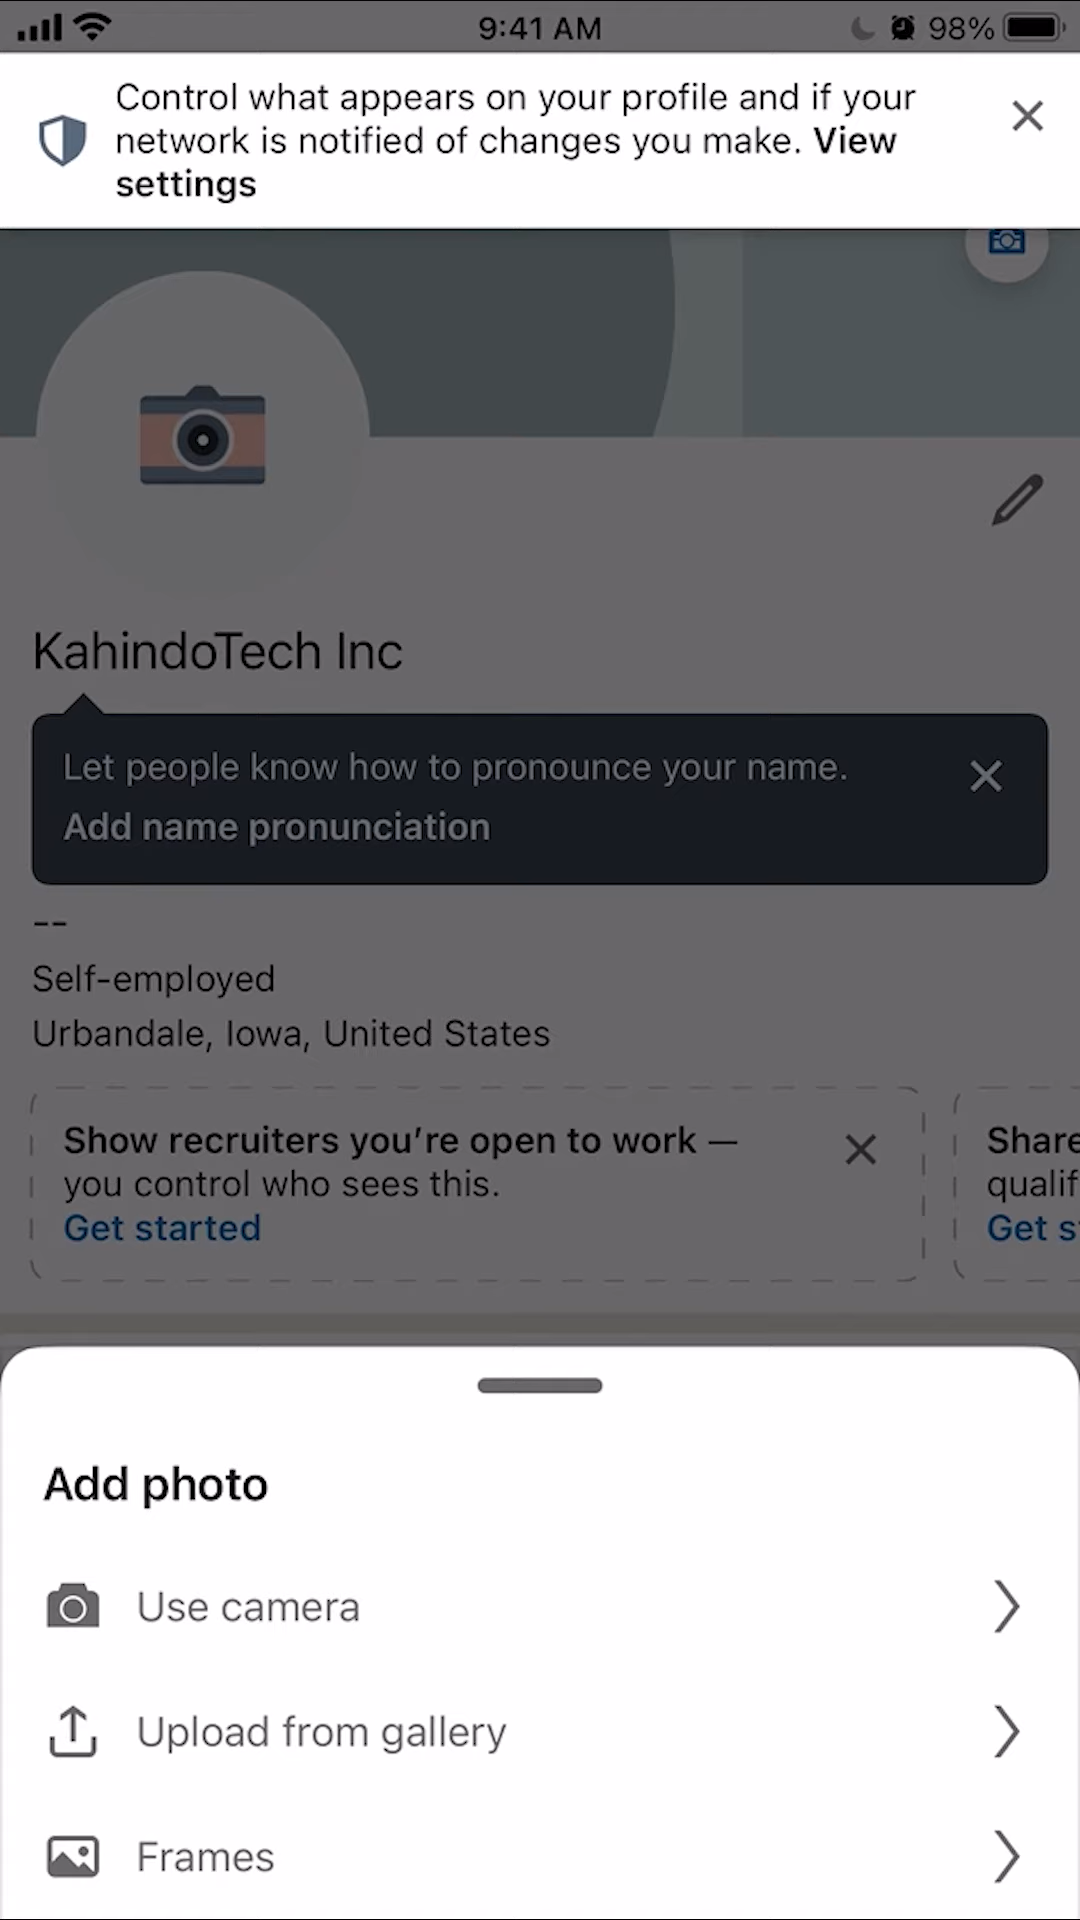 9:41 AM
98%
Control what appears on your profile and if your
network is notified of changes you make. View
settings
KahindoTech Inc
Let people know how to pronounce your name.
Add name pronunciation
--
Self-employed
Urbandale, Iowa, United States
Show recruiters you’re open to work —
you control who sees this.
Get started
Share
qualif
Get s
Add photo
Use camera
Upload from gallery
Frames